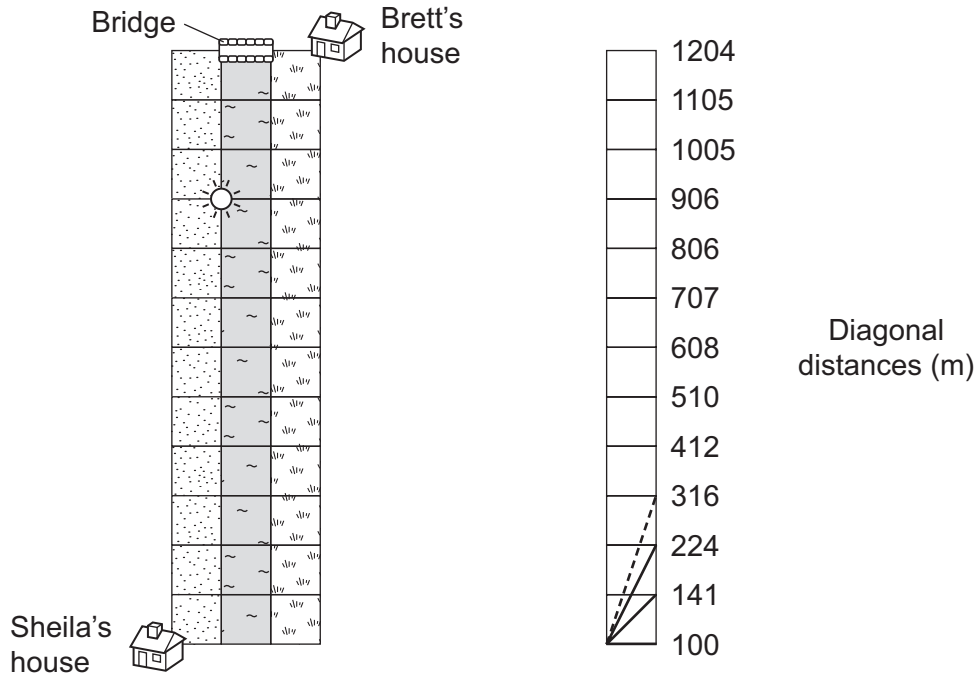 Bridge
Brett's
house
Sheila's
house
1204
1105
1005
906
806
707
608
510
412
316
224
141
100
Diagonal
distances (m)